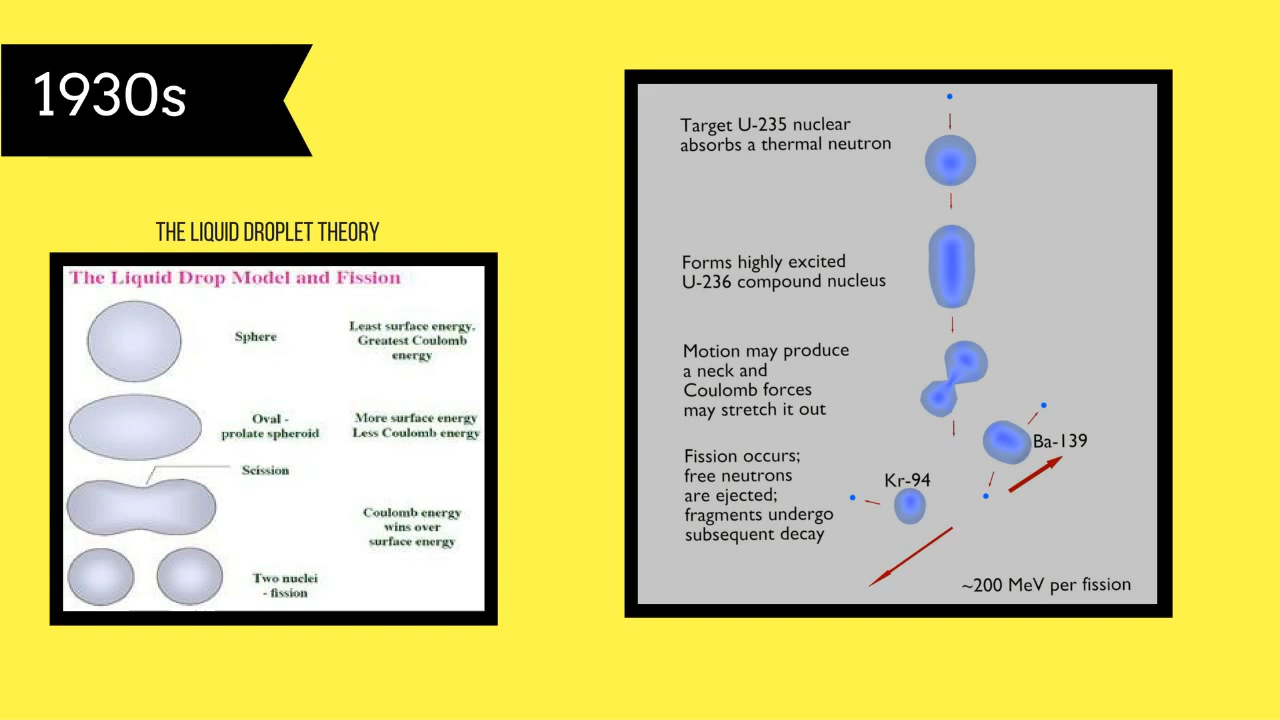 1930s
THE LIQUID DROPLET THEORY
The Liquid Drop Model and Fission
Sphere
Least surface energy.
Greatest Coulomb
energy
Oval -
prolate spheroid
More surface energy
Less Coulomb energy
Scission
Coulomb energy
wins over
surface energy
Two nuclei
- fission
Target U-235 nuclear
absorbs a thermal neutron
Forms highly excited
U-236 compound nucleus
Motion may produce
a neck and
Coulomb forces
may stretch it out
Fission occurs;
free neutrons
are ejected;
fragments undergo
subsequent decay
Ba-139
Kr-94
~200 MeV per fission